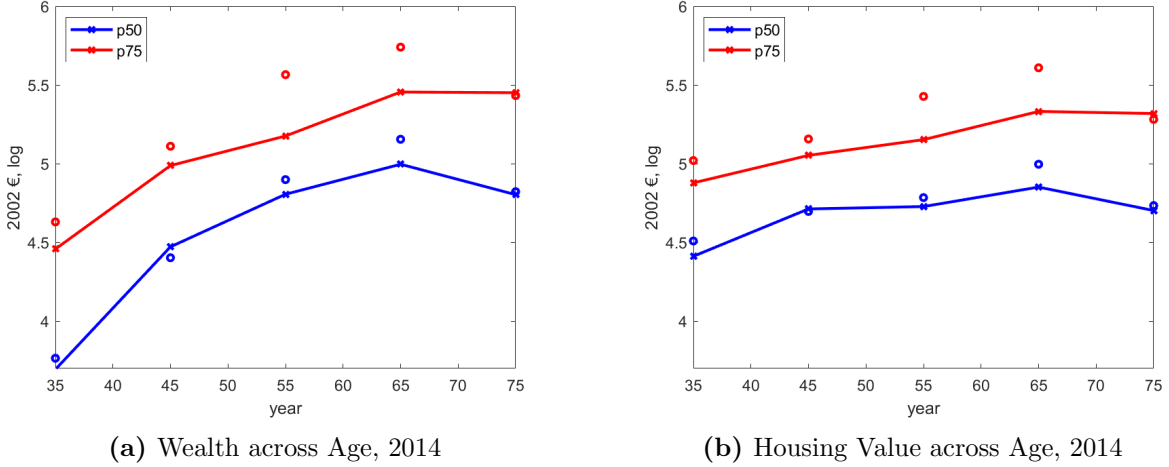 6
5.5
5
4.5
4
2002 €, log
p50
p75
35 40 45 50 55 60 65 70 75
year
(a) Wealth across Age, 2014
6
5.5
5
4.5
4
2002 €, log
p50
p75
35 40 45 50 55 60 65 70 75
year
(b) Housing Value across Age, 2014